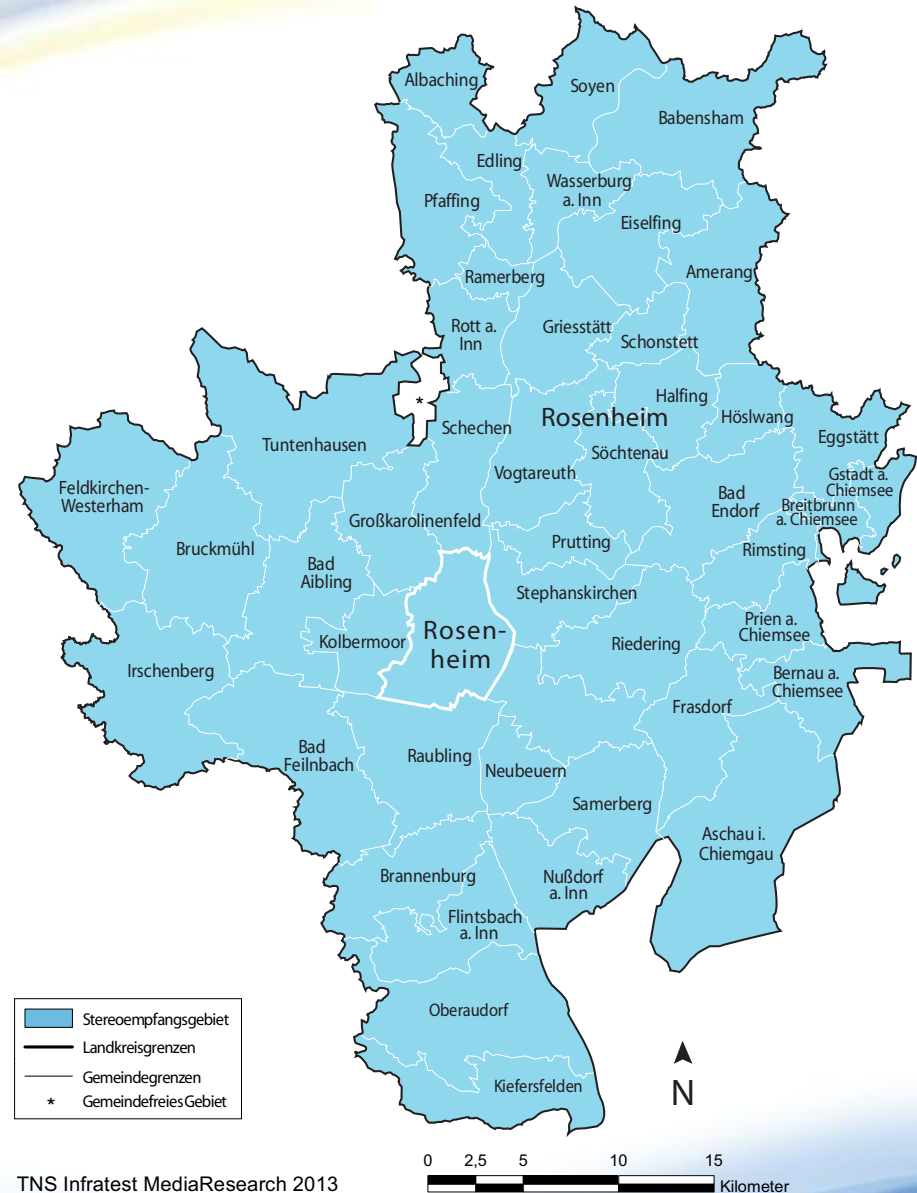 Albaching
Soyen
Babensham
Edling
Wasserburg
a. Inn
Pfaffing
Eiselfing
Ramerberg
Amerang
Rott a.
Inn
Griesstätt
Schonstett
*
Halfing
Rosenheim
Höslwang
Schechen
Eggstätt
Tuntenhausen
Söchtenau
Vogtareuth
Gstadt a.
Chiemsee
Feldkirchen-
Westerham
Bad
Endorf
Breitbrunn
a. Chiemsee
Großkarolinenfeld
Bruckmühl
Prutting
Rimsting
Bad
Aibling
Stephanskirchen
Prien a.
Chiemsee
Kolbermoor
Rosen-
heim
Riedering
Irschenberg
Bernau a.
Chiemsee
Frasdorf
Bad
Feilnbach
Raubling
Neubeuern
Samerberg
Aschau i.
Chiemgau
Brannenburg
Nußdorf
a. Inn
Flintsbach
a. Inn
Oberaudorf
Kiefersfelden
Stereoempfangsgebiet
Landkreisgrenzen
Gemeindegrenzen
* Gemeindefreies Gebiet
N
0 2,5 5 10 15
Kilometer
TNS Infratest MediaResearch 2013